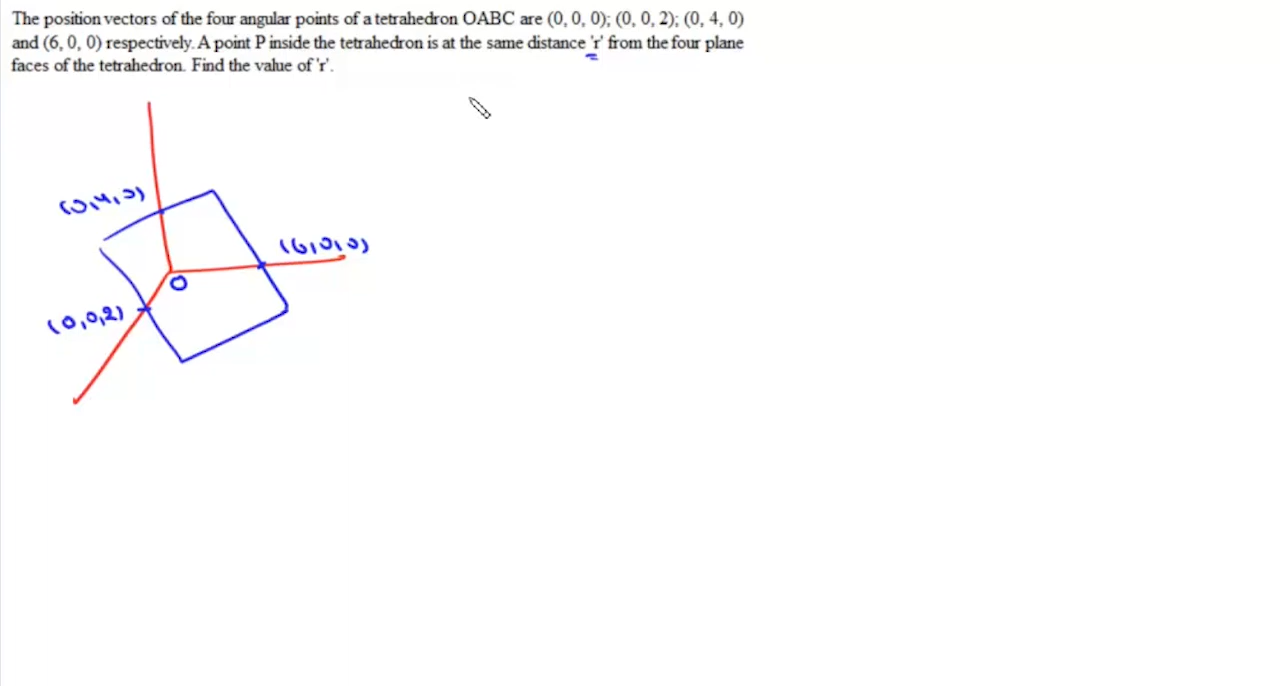 The position vectors of the four angular points of a tetrahedron OABC are (0, 0, 0); (0, 0, 2); (0, 4, 0)
and (6, 0, 0) respectively. A point P inside the tetrahedron is at the same distance 'r' from the four plane
faces of the tetrahedron. Find the value of 'r'.
(0,4,0)
(6,0,0)
O
(0,0,2)